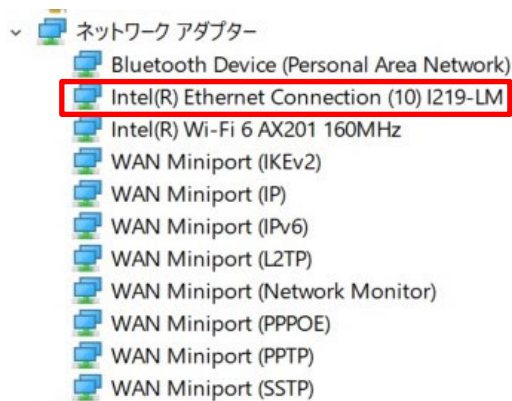 ネットワーク アダプター
Bluetooth Device (Personal Area Network)
Intel(R) Ethernet Connection (10) I219-LM
Intel(R) Wi-Fi 6 AX201 160MHz
WAN Miniport (IKEv2)
WAN Miniport (IP)
WAN Miniport (IPv6)
WAN Miniport (L2TP)
WAN Miniport (Network Monitor)
WAN Miniport (PPPOE)
WAN Miniport (PPTP)
WAN Miniport (SSTP)